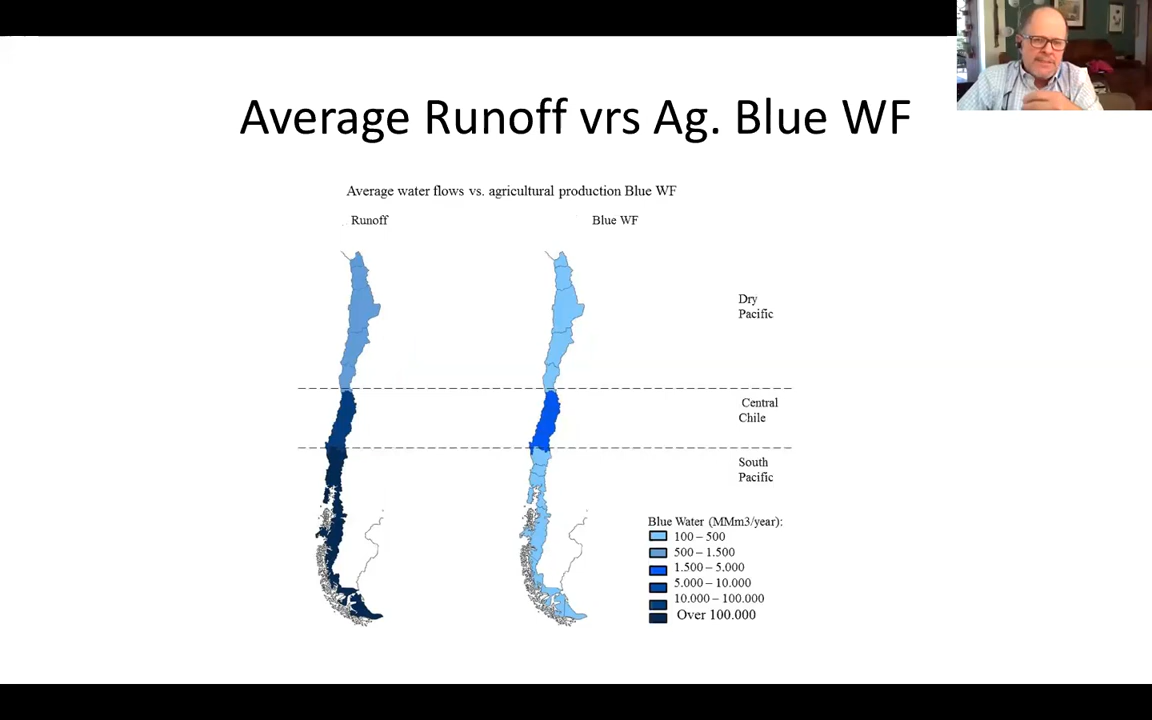 Average Runoff vrs Ag. Blue WF
Average water flows vs. agricultural production Blue WF
Runoff
Blue WF
Dry
Pacific
Central
Chile
South
Pacific
Blue Water (MMm3/year):
100 – 500
500 – 1.500
1.500 – 5.000
5.000 – 10.000
10.000 – 100.000
Over 100.000